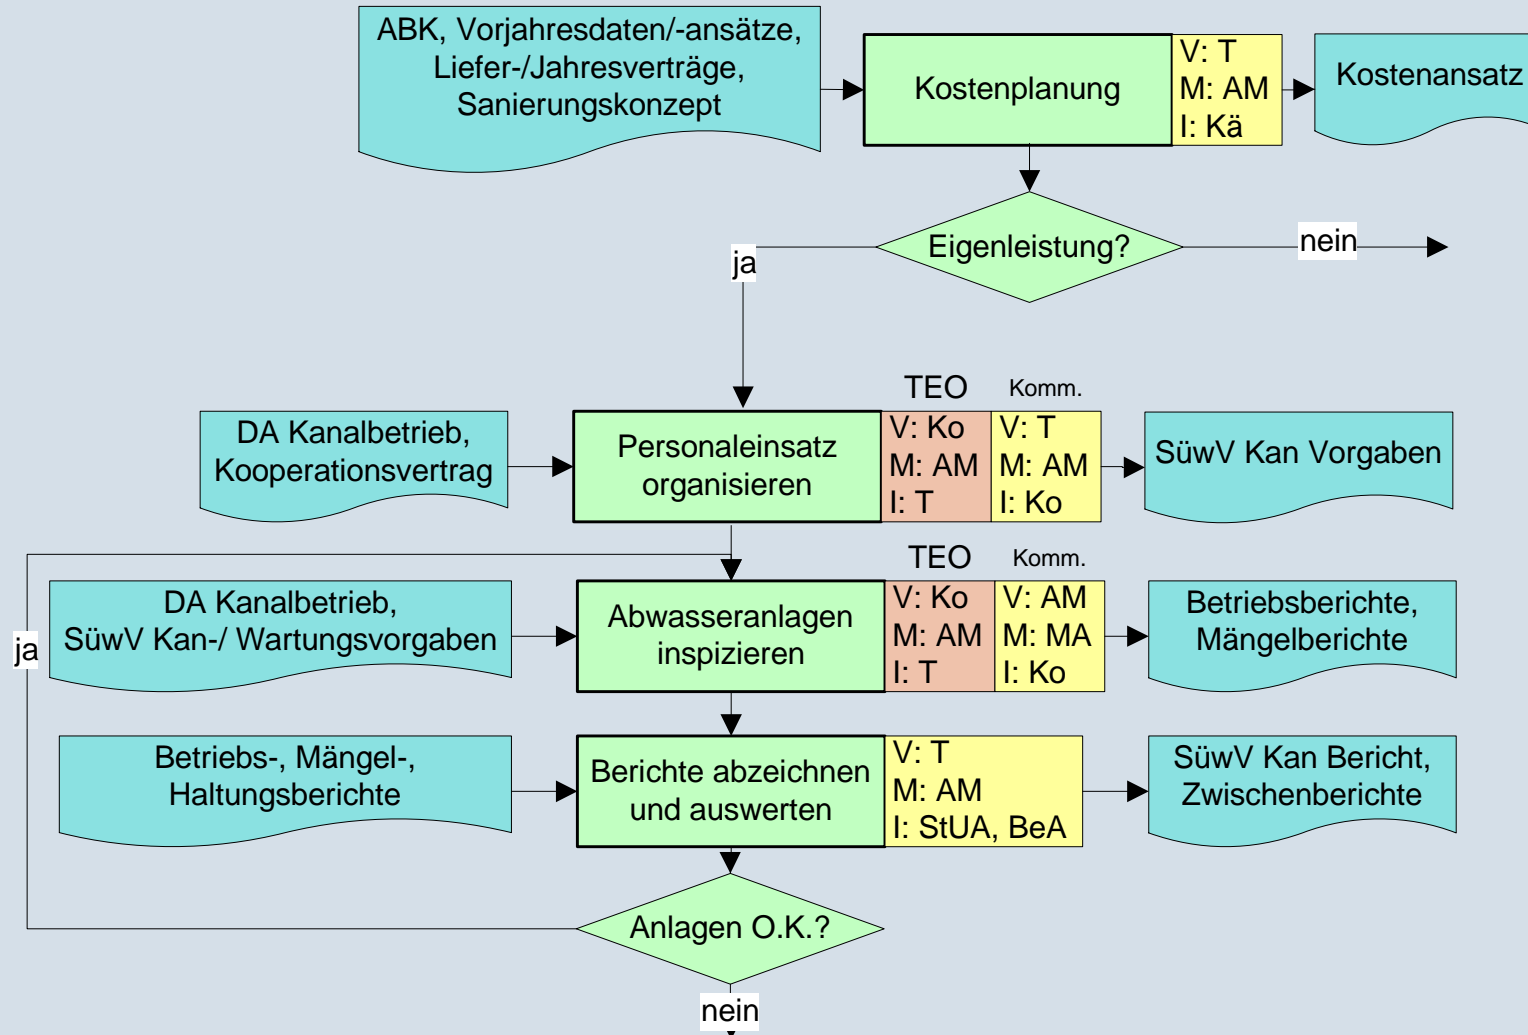 ABK, Vorjahresdaten/-ansätze,
Liefer-/Jahresverträge,
Sanierungskonzept
Kostenplanung
V: T
M: AM
I: Kä
Kostenansatz
Eigenleistung?
nein
ja
TEO
Komm.
DA Kanalbetrieb,
Kooperationsvertrag
Personaleinsatz
organisieren
V: Ko
M: AM
I: T
V: T
M: AM
I: Ko
SüwV Kan Vorgaben
TEO
Komm.
DA Kanalbetrieb,
SüwV Kan-/ Wartungsvorgaben
Abwasseranlagen
inspizieren
V: Ko
M: AM
I: T
V: AM
M: MA
I: Ko
Betriebsberichte,
Mängelberichte
ja
Betriebs-, Mängel-,
Haltungsberichte
Berichte abzeichnen
und auswerten
V: T
M: AM
I: StUA, BeA
SüwV Kan Bericht,
Zwischenberichte
Anlagen O.K.?
nein